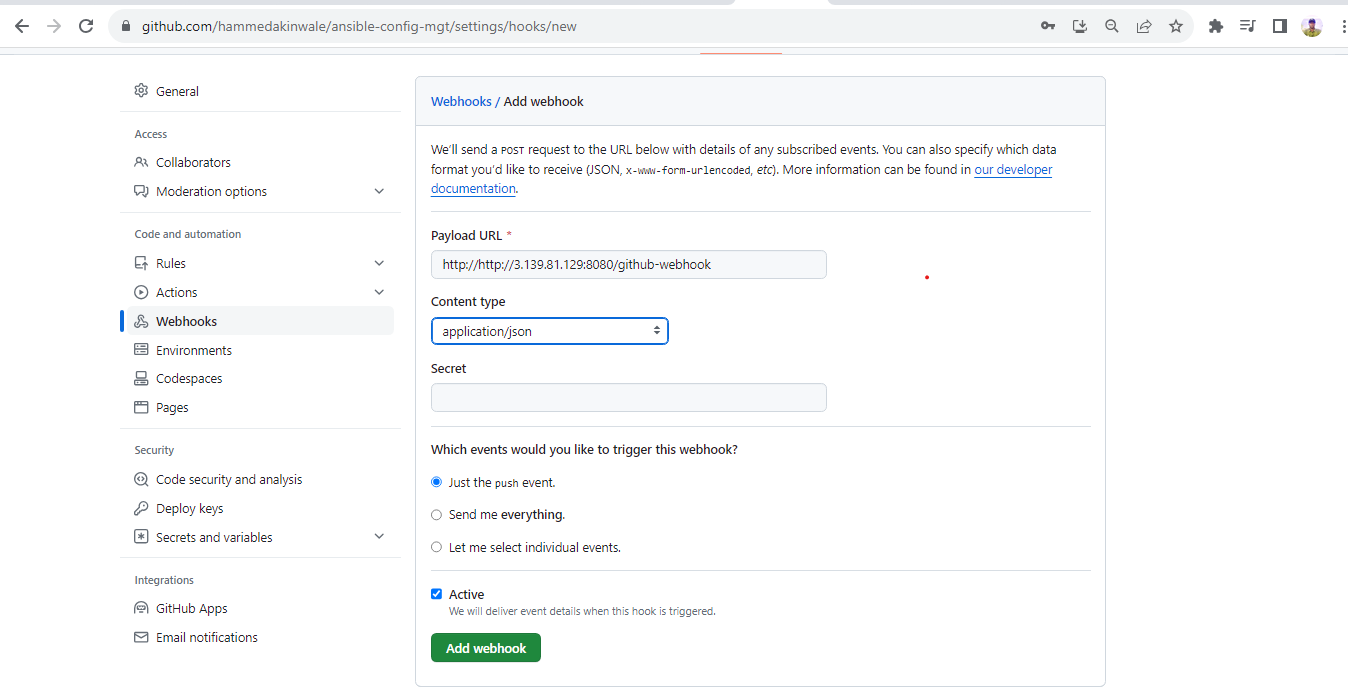 github.com/hammedakinwale/ansible-config-mgt/settings/hooks/new
General
Access
Collaborators
Moderation options
Code and automation
Rules
Actions
Webhooks
Environments
Codespaces
Pages
Security
Code security and analysis
Deploy keys
Secrets and variables
Integrations
GitHub Apps
Email notifications
Webhooks / Add webhook
We'll send a POST request to the URL below with details of any subscribed events. You can also specify which data
format you'd like to receive (JSON, x-www-form-urlencoded, etc). More information can be found in our developer
documentation.
Payload URL *
http://http://3.139.81.129:8080/github-webhook
Content type
application/json
Secret
Which events would you like to trigger this webhook?
Just the push event.
Send me everything.
Let me select individual events.
Active
We will deliver event details when this hook is triggered.
Add webhook